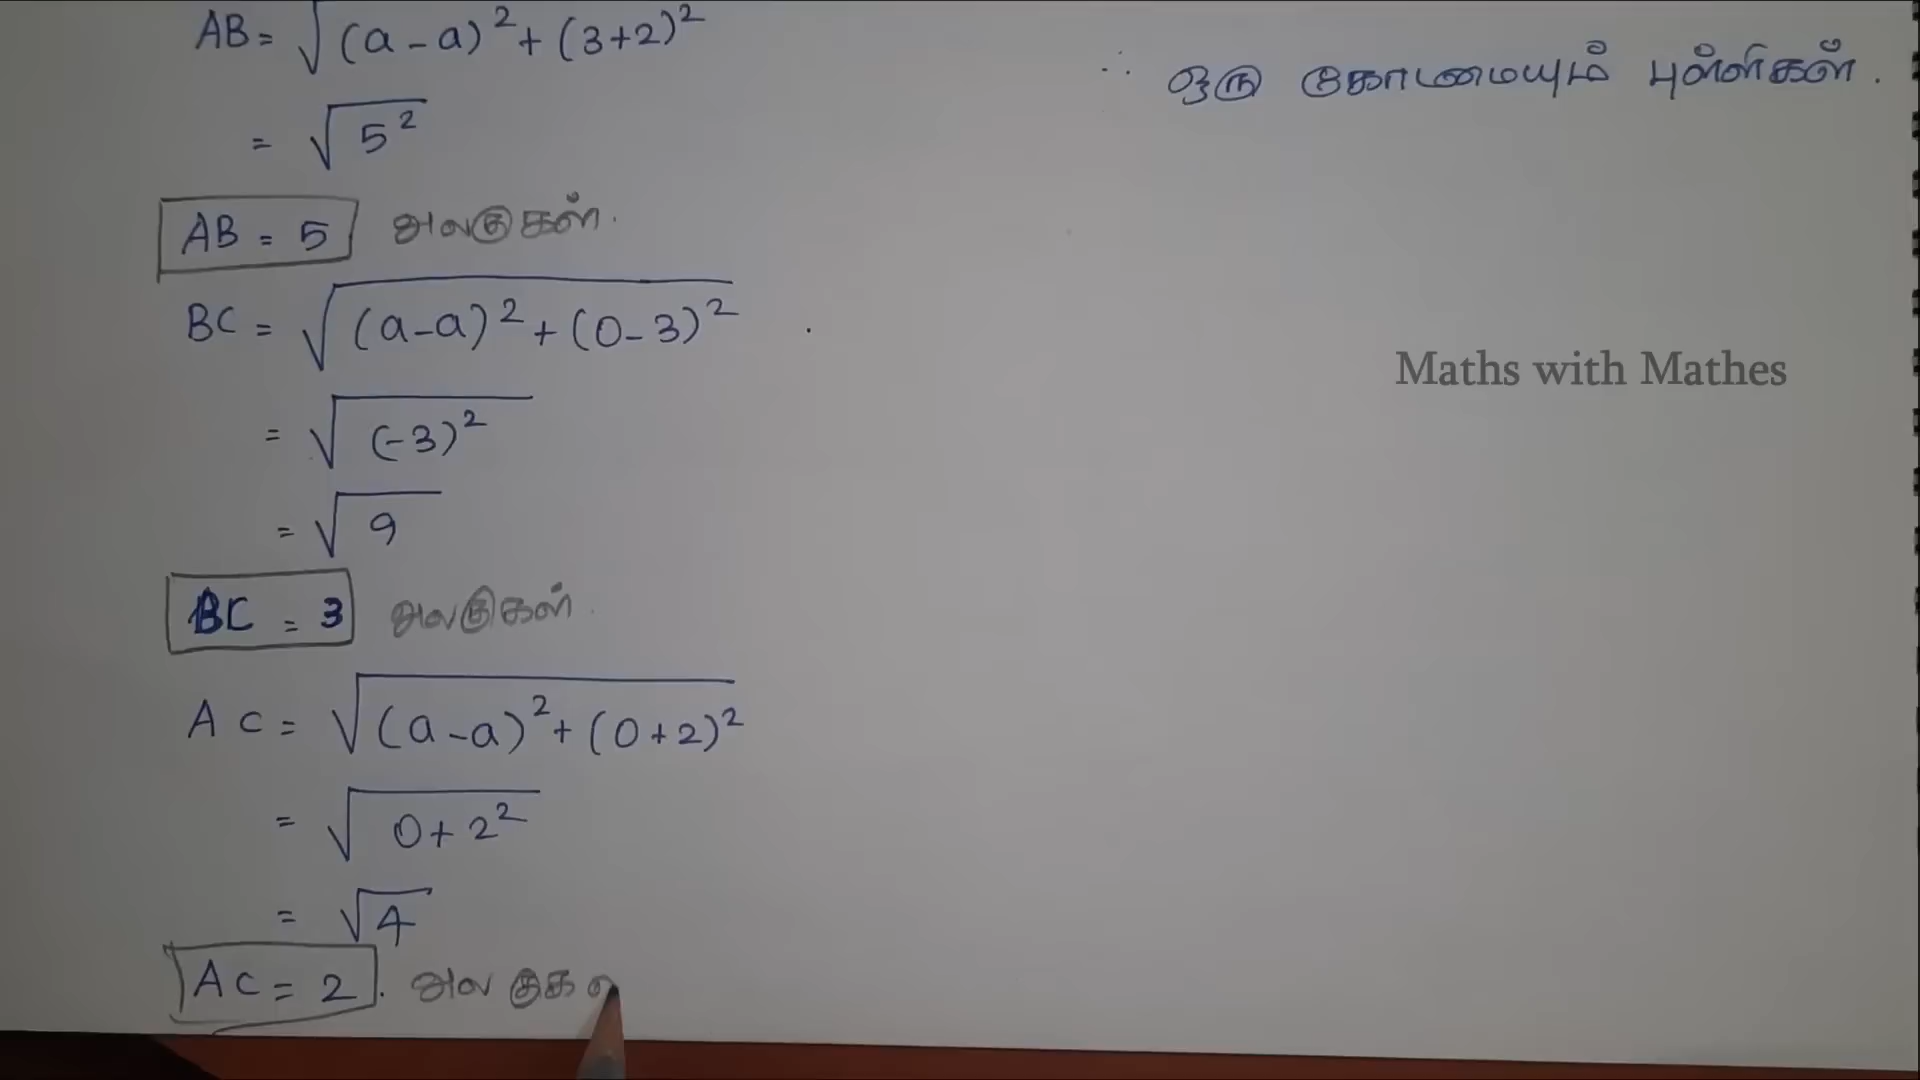 AB = √(a-a)² + (3+2)²
= √5²
AB = 5 அலகுகள்.
BC = √(a-a)² + (0-3)²
= √(-3)²
= √9
BC = 3 அலகுகள்.
AC = √(a-a)² + (0+2)²
= √0+2²
= √4
AC = 2. அலகுக
∴ ஒரு கோடமையும் புள்ளிகள்.
Maths with Mathes